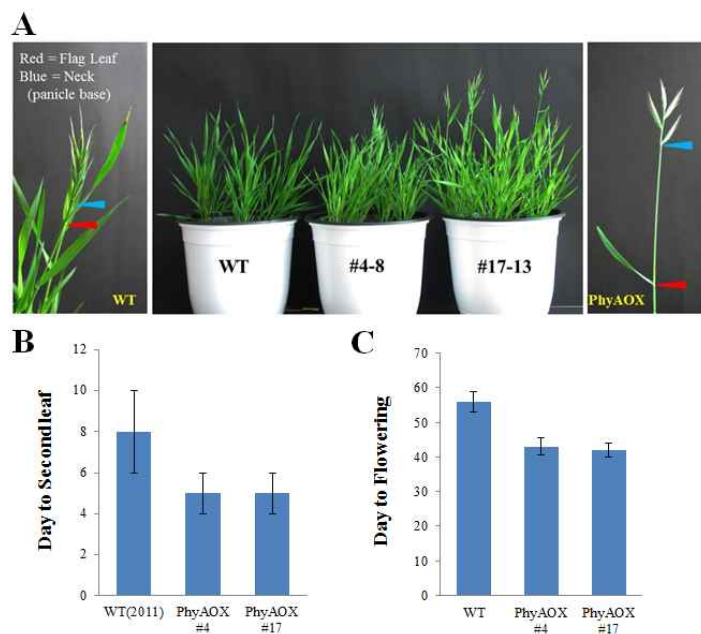 A
Red = Flag Leaf
Blue = Neck
(panicle base)
WT
WT
#4-8
#17-13
PhyAOX
B
Day to Second leaf
12
10
8
6
4
2
0
WT(2011)
PhyAOX
#4
PhyAOX
#17
C
Day to Flowering
70
60
50
40
30
20
10
0
WT
PhyAOX
#4
PhyAOX
#17